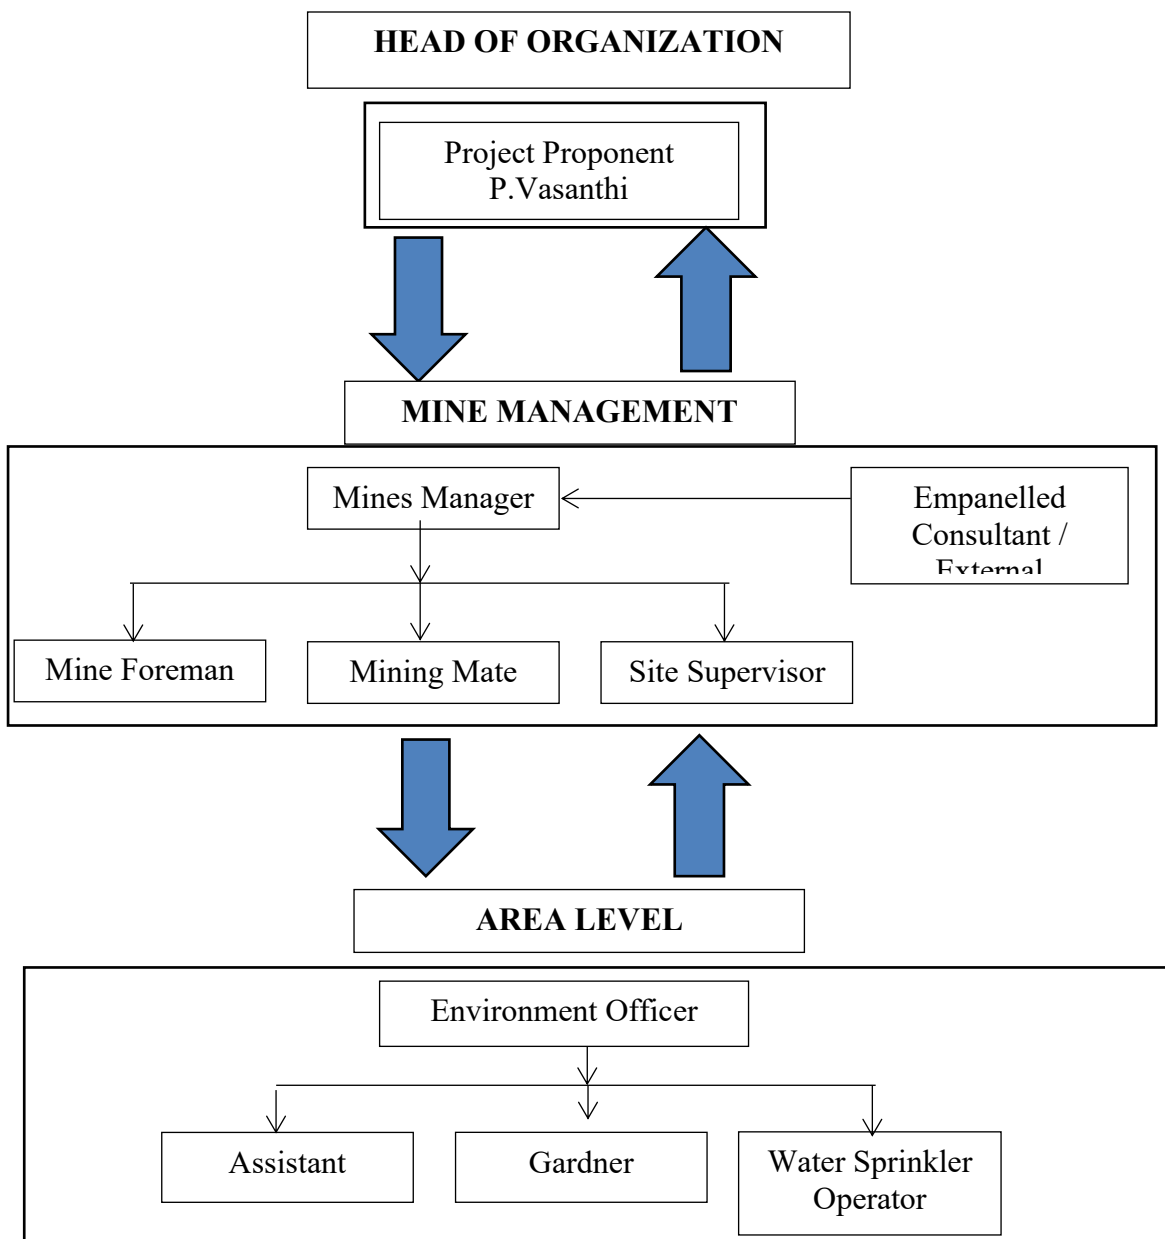 HEAD OF ORGANIZATION
Project Proponent
P.Vasanthi
MINE MANAGEMENT
Mines Manager
Empanelled
Consultant /
External
Mine Foreman
Mining Mate
Site Supervisor
AREA LEVEL
Environment Officer
Assistant
Gardner
Water Sprinkler
Operator